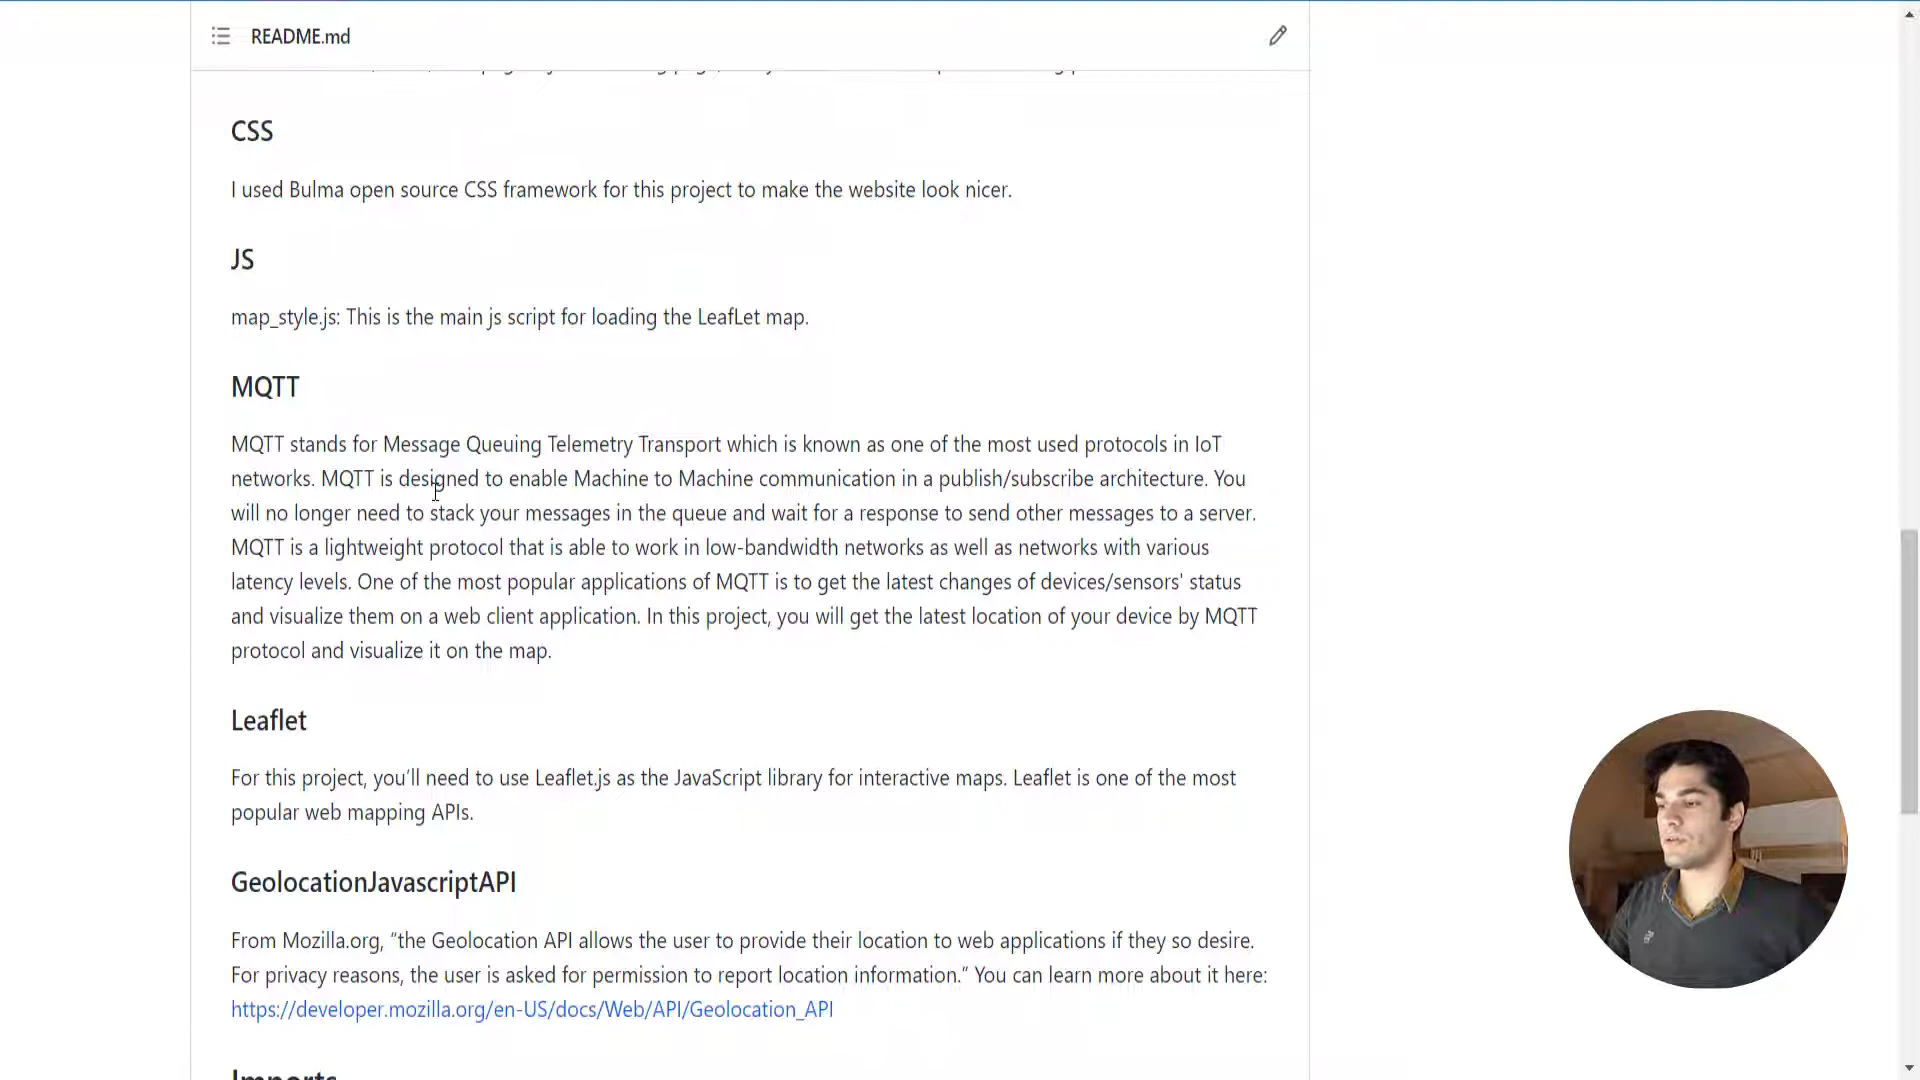 README.md
CSS
I used Bulma open source CSS framework for this project to make the website look nicer.
JS
map_style.js: This is the main js script for loading the LeafLet map.
MQTT
MQTT stands for Message Queuing Telemetry Transport which is known as one of the most used protocols in IoT
networks. MQTT is designed to enable Machine to Machine communication in a publish/subscribe architecture. You
will no longer need to stack your messages in the queue and wait for a response to send other messages to a server.
MQTT is a lightweight protocol that is able to work in low-bandwidth networks as well as networks with various
latency levels. One of the most popular applications of MQTT is to get the latest changes of devices/sensors' status
and visualize them on a web client application. In this project, you will get the latest location of your device by MQTT
protocol and visualize it on the map.
Leaflet
For this project, you’ll need to use Leaflet.js as the JavaScript library for interactive maps. Leaflet is one of the most
popular web mapping APIs.
GeolocationJavascriptAPI
From Mozilla.org, “the Geolocation API allows the user to provide their location to web applications if they so desire.
For privacy reasons, the user is asked for permission to report location information.” You can learn more about it here:
https://developer.mozilla.org/en-US/docs/Web/API/Geolocation_API
Imports